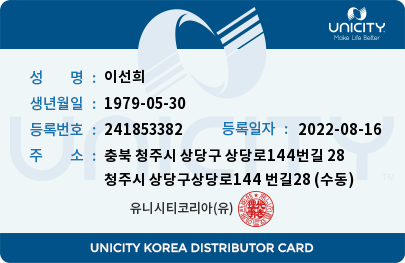 UNICITY
Make Life Better
성 명 : 이선희
생년월일 : 1979-05-30
등록번호 : 241853382 등록일자 : 2022-08-16
주 소 : 충북 청주시 상당구 상당로144번길 28
청주시 상당구상당로144 번길28 (수동)
유니시티코리아(유)
UNICITY
UNICITY KOREA DISTRIBUTOR CARD